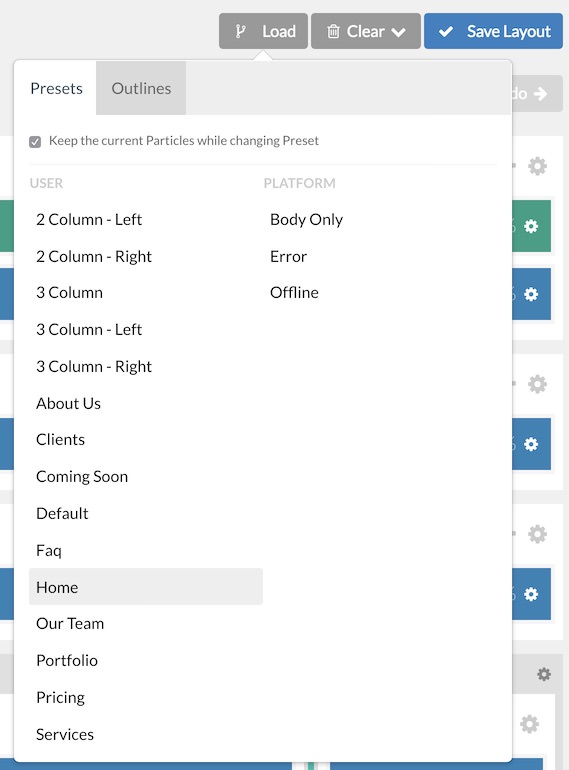 Load Clear Save Layout
Presets Outlines
do
Keep the current Particles while changing Preset
USER PLATFORM
2 Column - Left Body Only
2 Column - Right Error
3 Column Offline
3 Column - Left
3 Column - Right
About Us
Clients
Coming Soon
Default
Faq
Home
Our Team
Portfolio
Pricing
Services